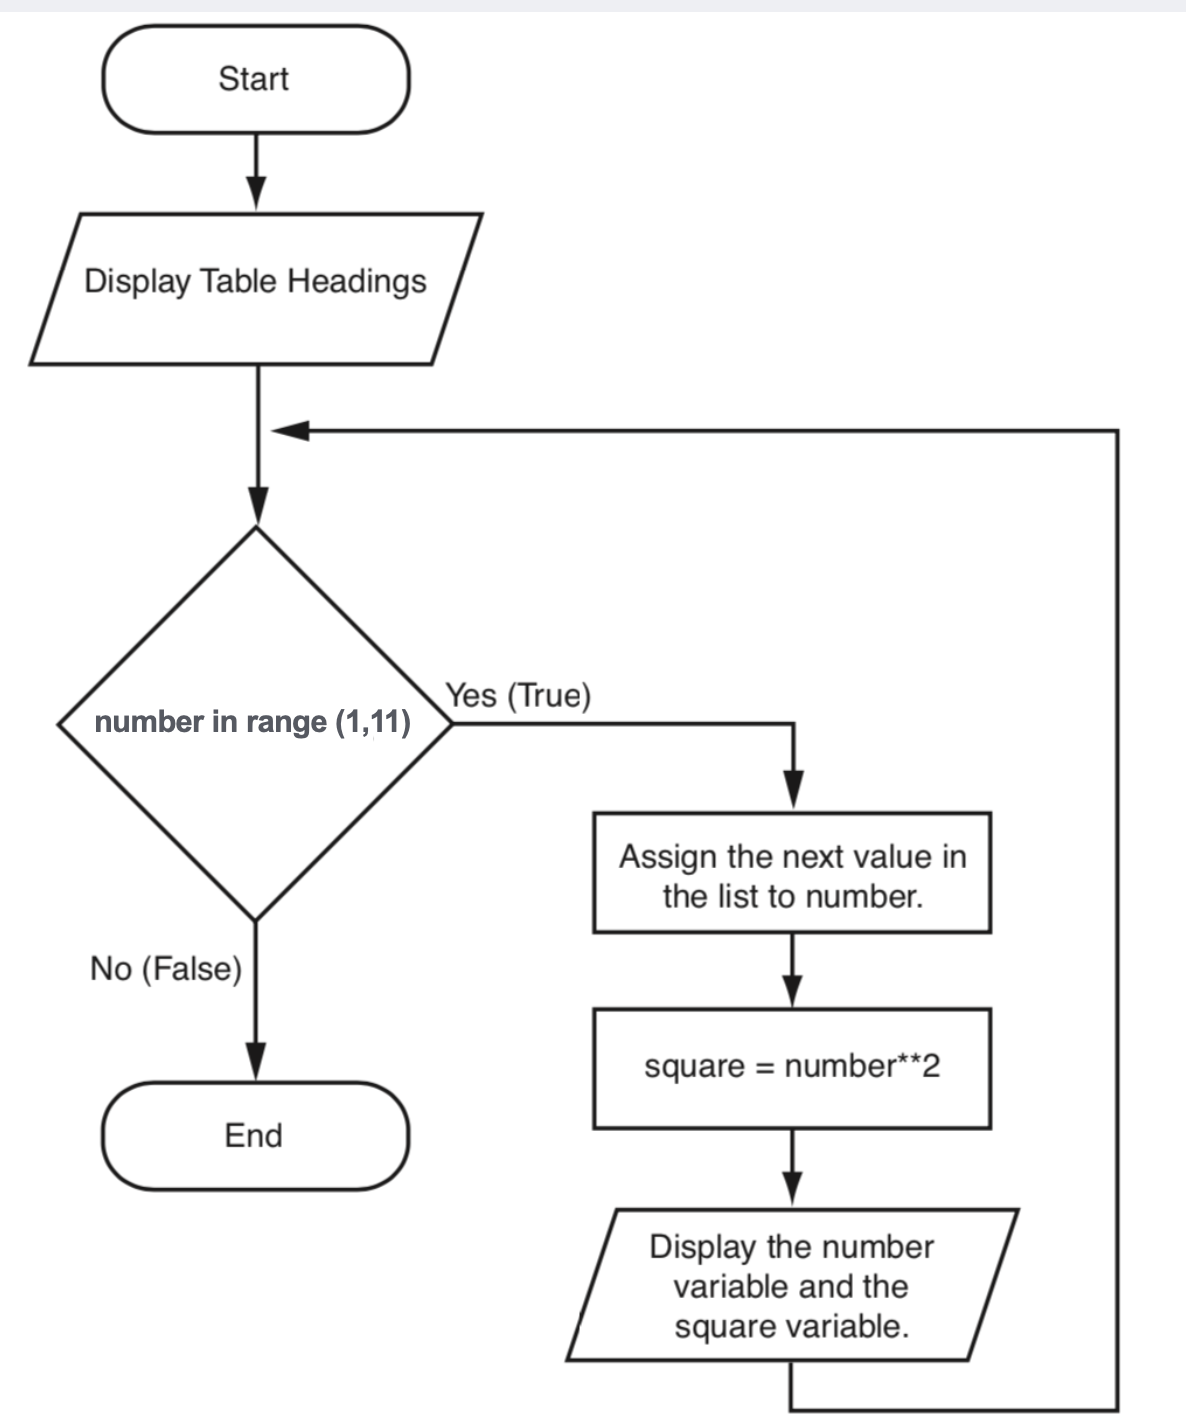 Start
Display Table Headings
number in range (1,11)
Yes (True)
Assign the next value in
the list to number.
square = number**2
Display the number
variable and the
square variable.
No (False)
End